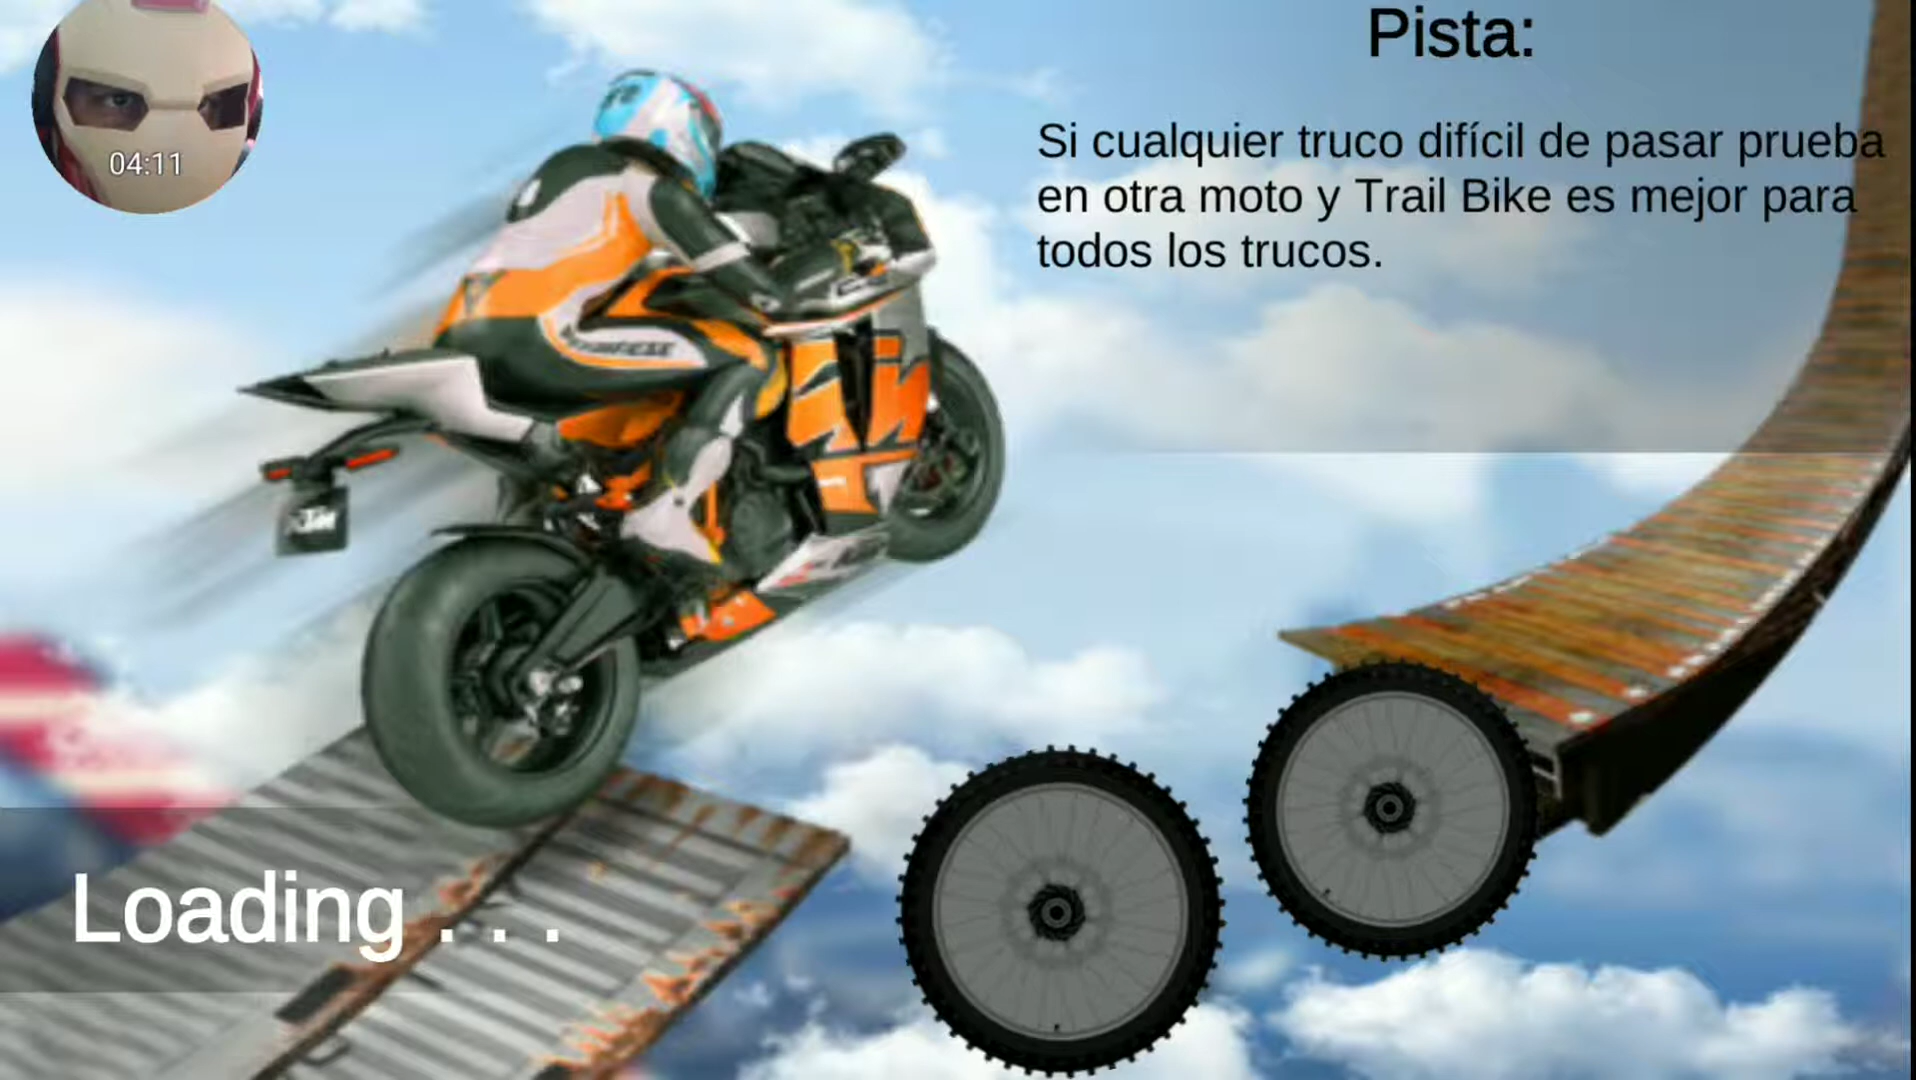 Pista:
04:11
Si cualquier truco difícil de pasar prueba
en otra moto y Trail Bike es mejor para
todos los trucos.
KTM
Loading . . .